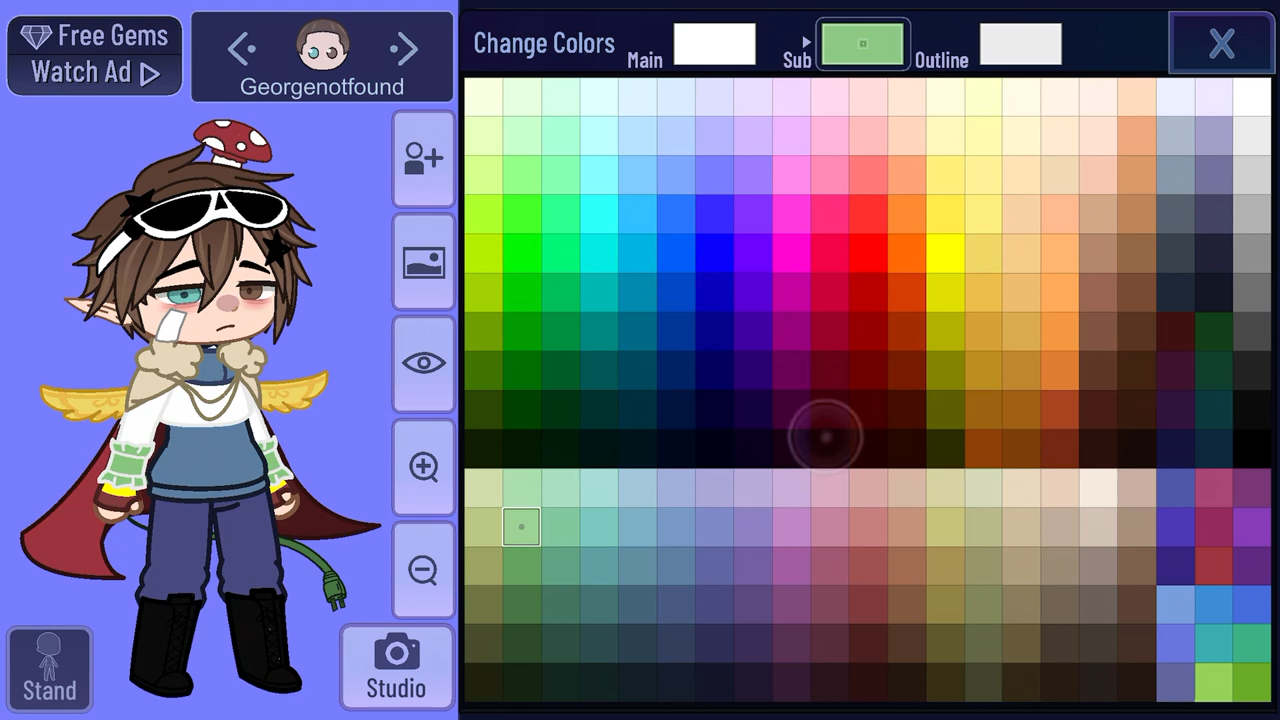 Free Gems
Watch Ad
Georgenotfound
Change Colors
Main
Sub
Outline
X
Stand
Studio